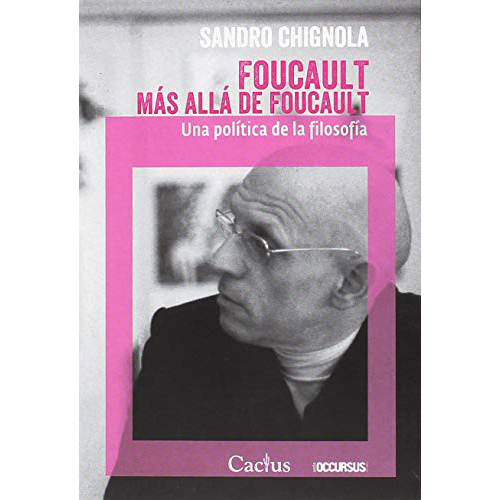 SANDRO CHIGNOLA
FOUCAULT
MÁS ALLÁ DE FOUCAULT
Una política de la filosofía
Cactus
OCCURSUS